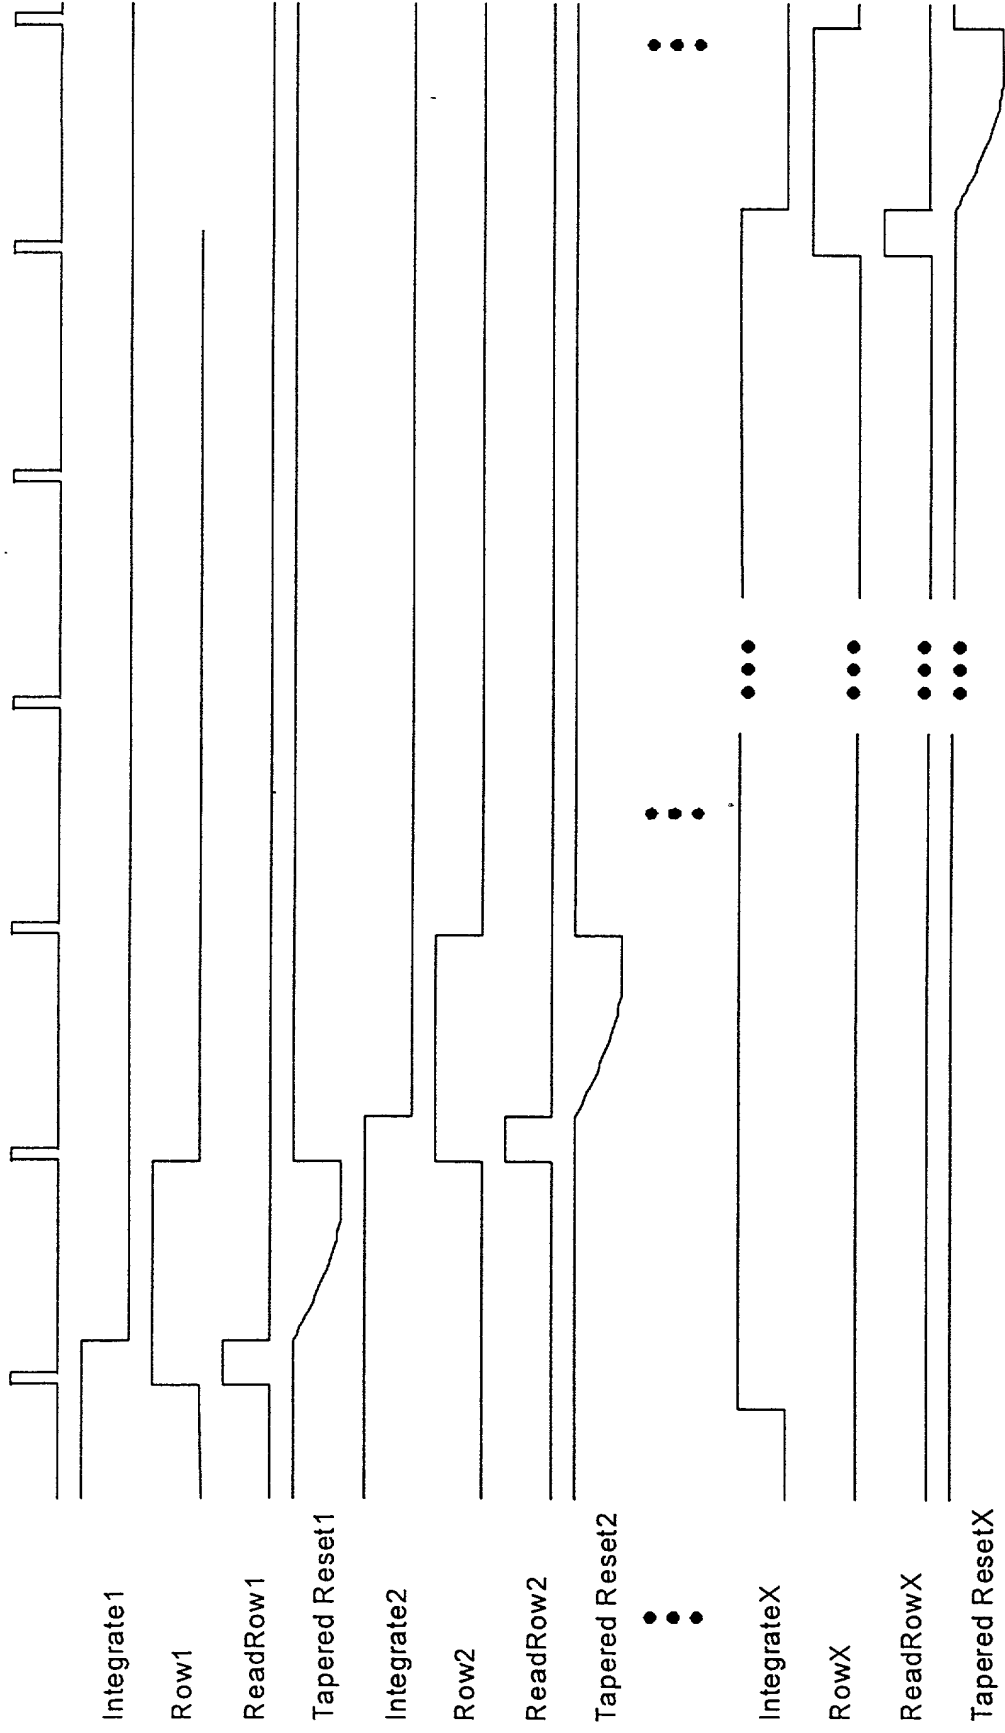 Integrate1
Row1
ReadRow1
Tapered Reset1
Integrate2
Row2
ReadRow2
Tapered Reset2
IntegrateX
RowX
ReadRowX
Tapered ResetX